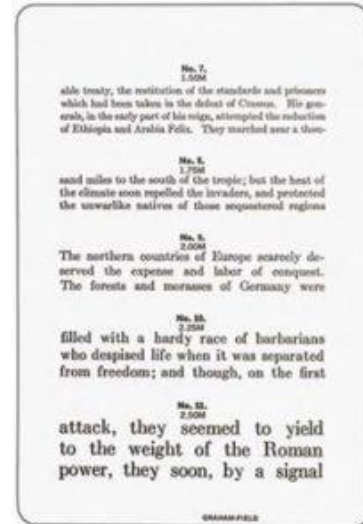 No. 7.
1.50M
able treaty, the restitution of the standards and prisoners
which had been taken in the defeat of Crassus. His gen-
erals, in the early part of his reign, attempted the reduction
of Ethiopia and Arabia Felix. They marched near a thou-
No. 8.
1.75M
sand miles to the south of the tropic; but the heat of
the climate soon repelled the invaders, and protected
the unwarlike natives of those sequestered regions
No. 9.
2.00M
The northern countries of Europe scarcely de-
served the expense and labor of conquest.
The forests and morasses of Germany were
No. 10.
2.25M
filled with a hardy race of barbarians
who despised life when it was separated
from freedom; and though, on the first
No. 11.
2.50M
attack, they seemed to yield
to the weight of the Roman
power, they soon, by a signal
GRAHAM-FIELD